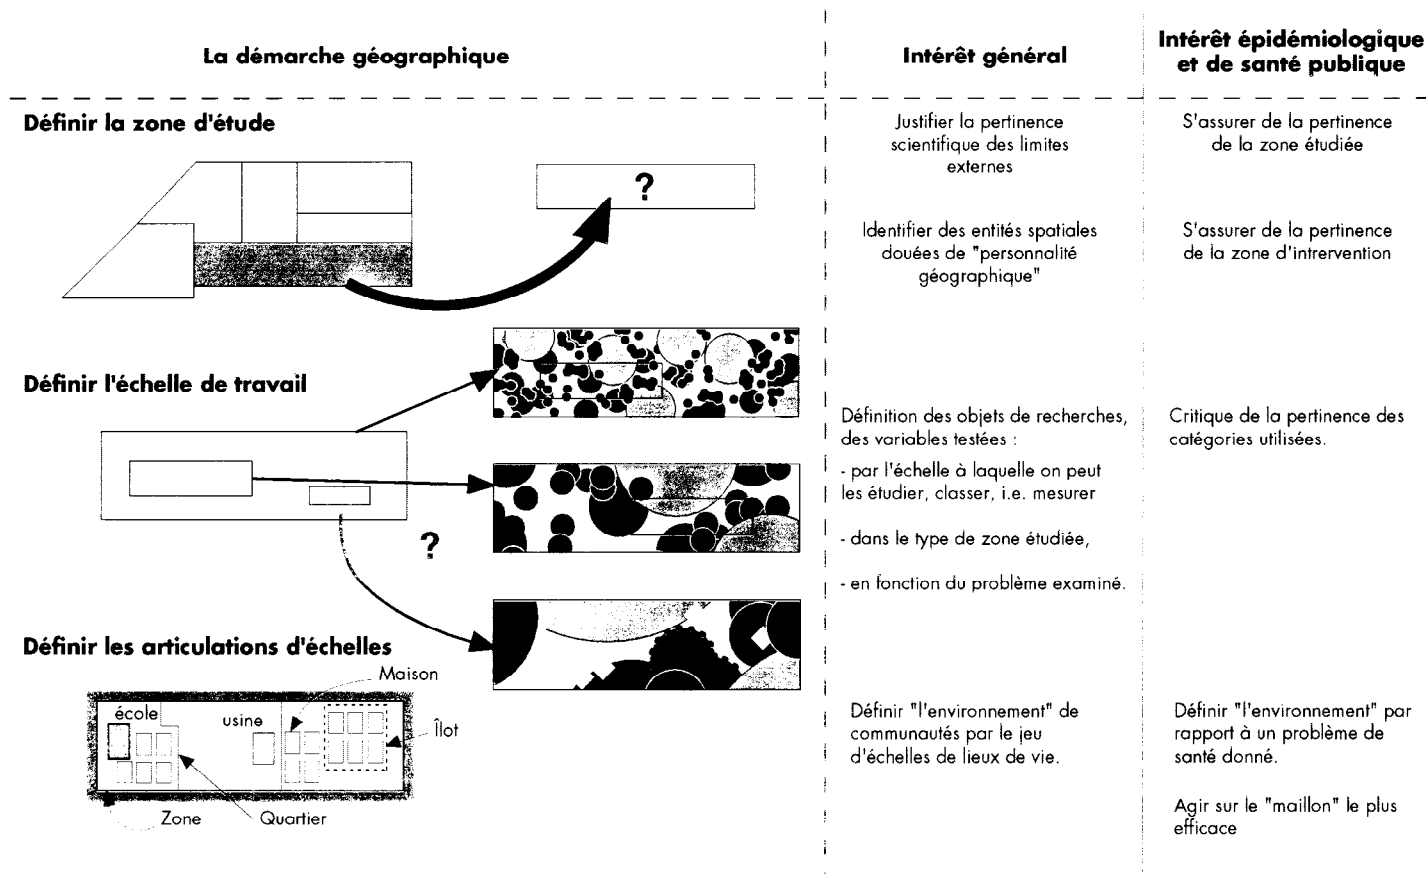 La démarche géographique
Intérêt général
Intérêt épidémiologique
et de santé publique
Définir la zone d'étude
?
Justifier la pertinence
scientifique des limites
externes
S'assurer de la pertinence
de la zone étudiée
Identifier des entités spatiales
douées de "personnalité
géographique"
S'assurer de la pertinence
de la zone d'intrervention
Définir l'échelle de travail
?
Définition des objets de recherches,
des variables testées :
- par l'échelle à laquelle on peut
les étudier, classer, i.e. mesurer
- dans le type de zone étudiée,
- en fonction du problème examiné.
Critique de la pertinence des
catégories utilisées.
Définir les articulations d'échelles
Maison
école
usine
Îlot
Zone
Quartier
Définir "l'environnement" de
communautés par le jeu
d'échelles de lieux de vie.
Définir "l'environnement" par
rapport à un problème de
santé donné.
Agir sur le "maillon" le plus
efficace